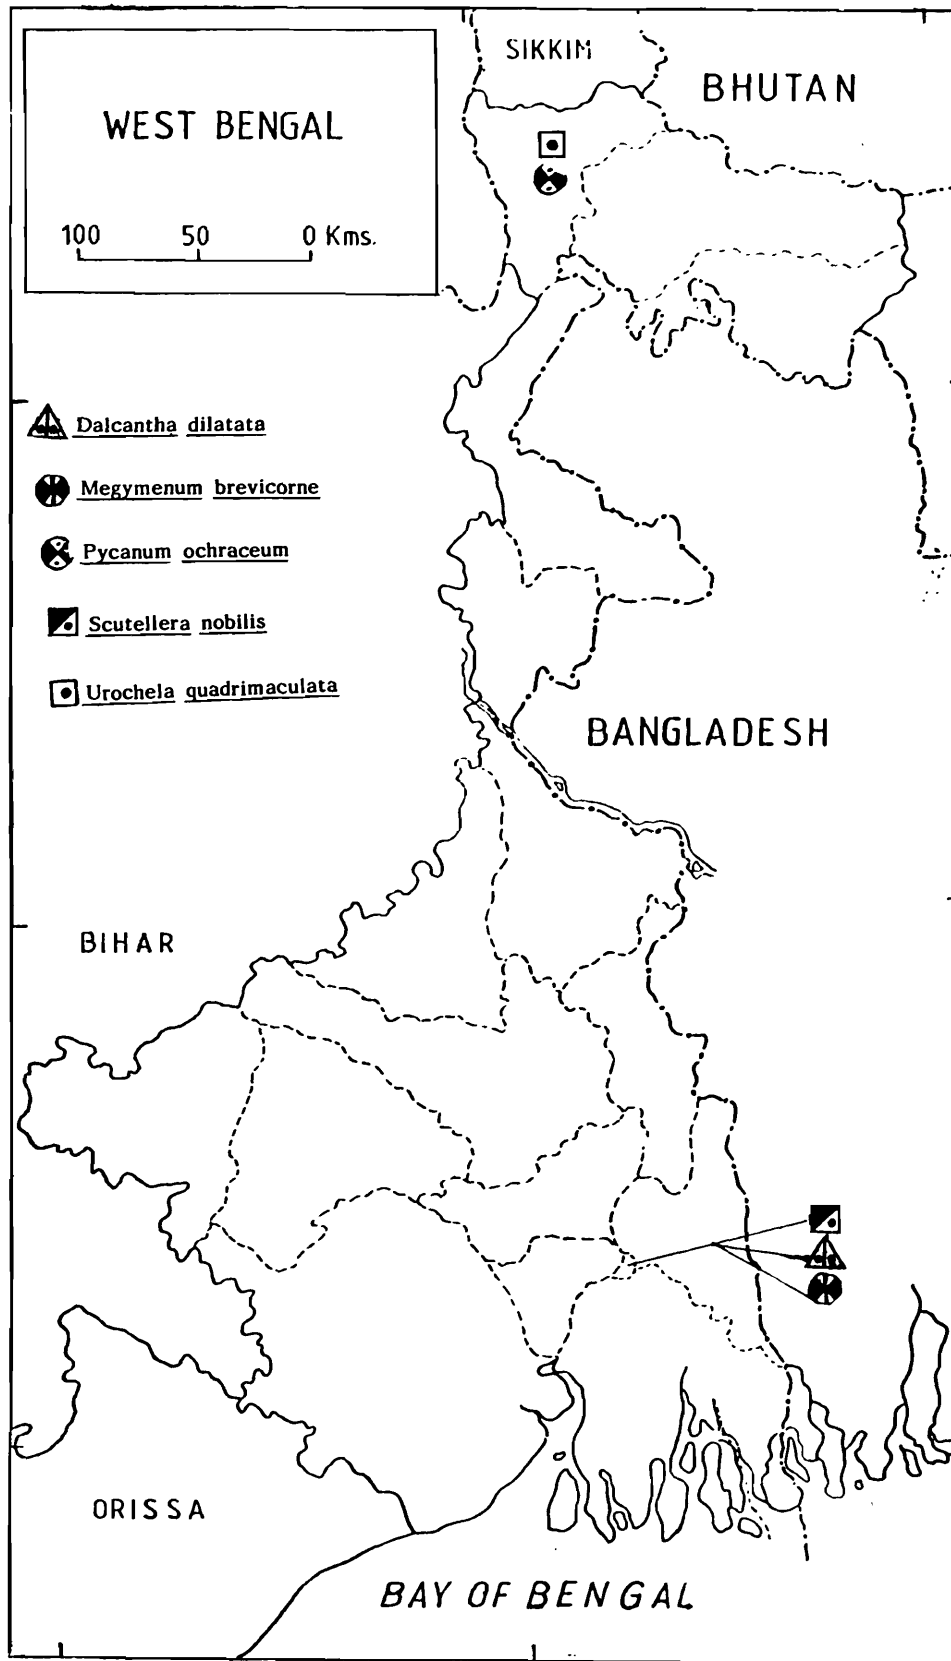 SIKKIM
BHUTAN
WEST BENGAL
100 50 0 Kms.
Dalcantha dilatata
Megymenum brevicorne
Pycanum ochraceum
Scutellera nobilis
Urochela quadrimaculata
BANGLADESH
BIHAR
ORISSA
BAY OF BENGAL